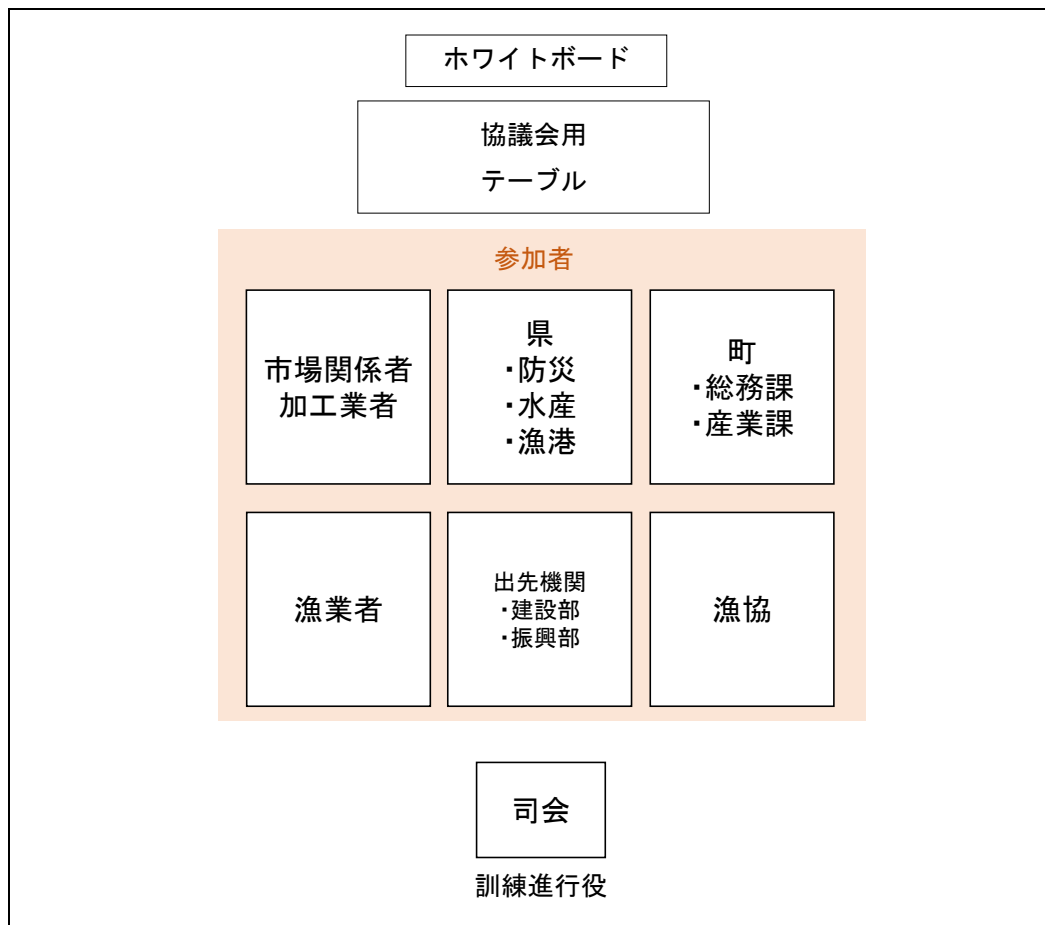 ホワイトボード
協議会用
テーブル
参加者
市場関係者
加工業者
県
・防災
・水産
・漁港
町
・総務課
・産業課
漁業者
出先機関
・建設部
・振興部
漁協
司会
訓練進行役